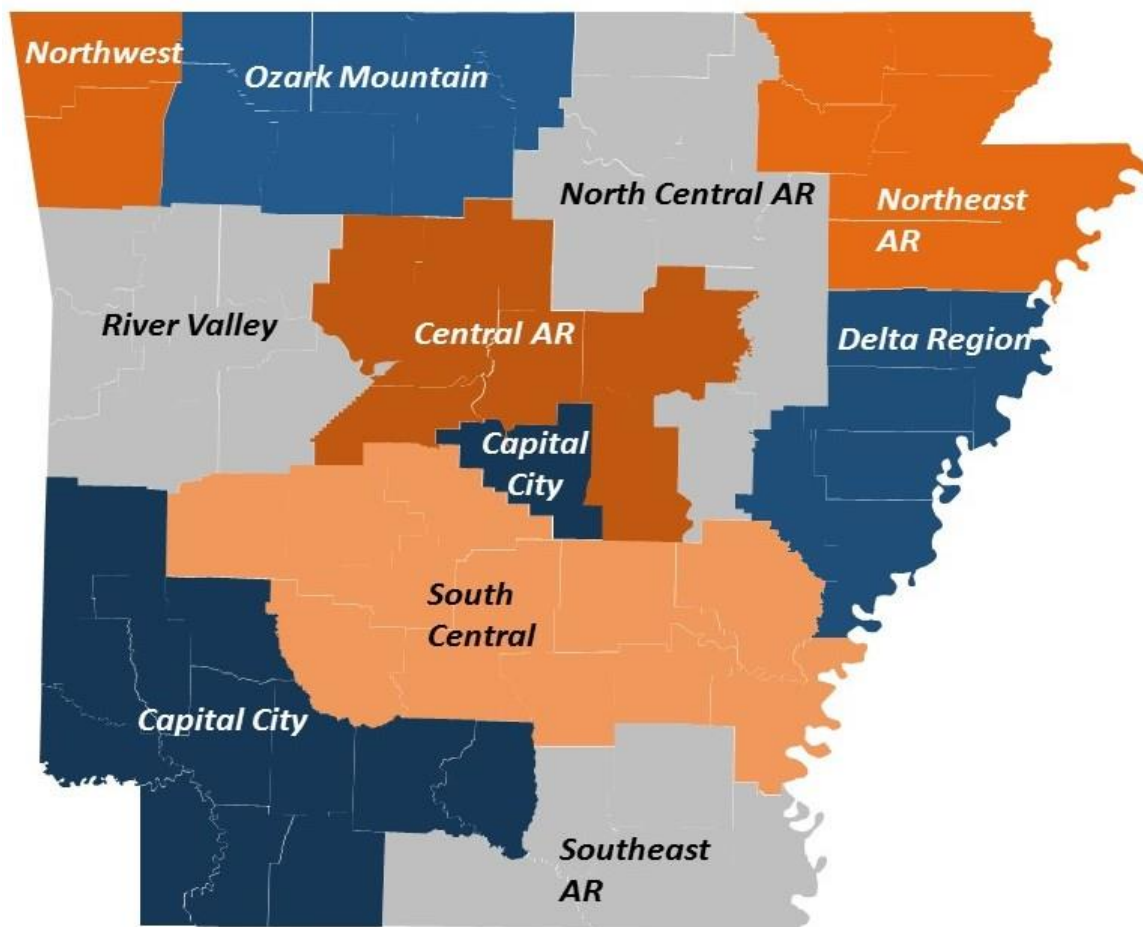 Northwest
Ozark Mountain
North Central AR
Northeast
AR
River Valley
Central AR
Delta Region
Capital
City
South
Central
Capital City
Southeast
AR